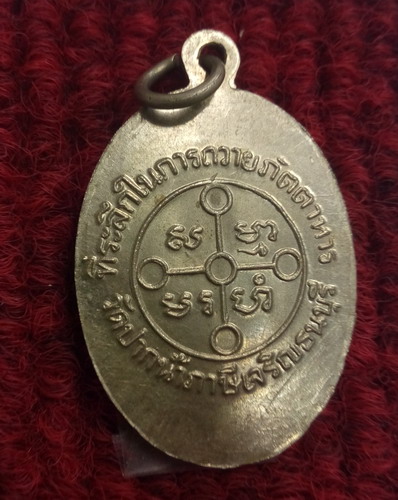 ที่ระลึกในการถวายภัตตาหาร
วัดปากน้ำภาษีเจริญธนบุรี